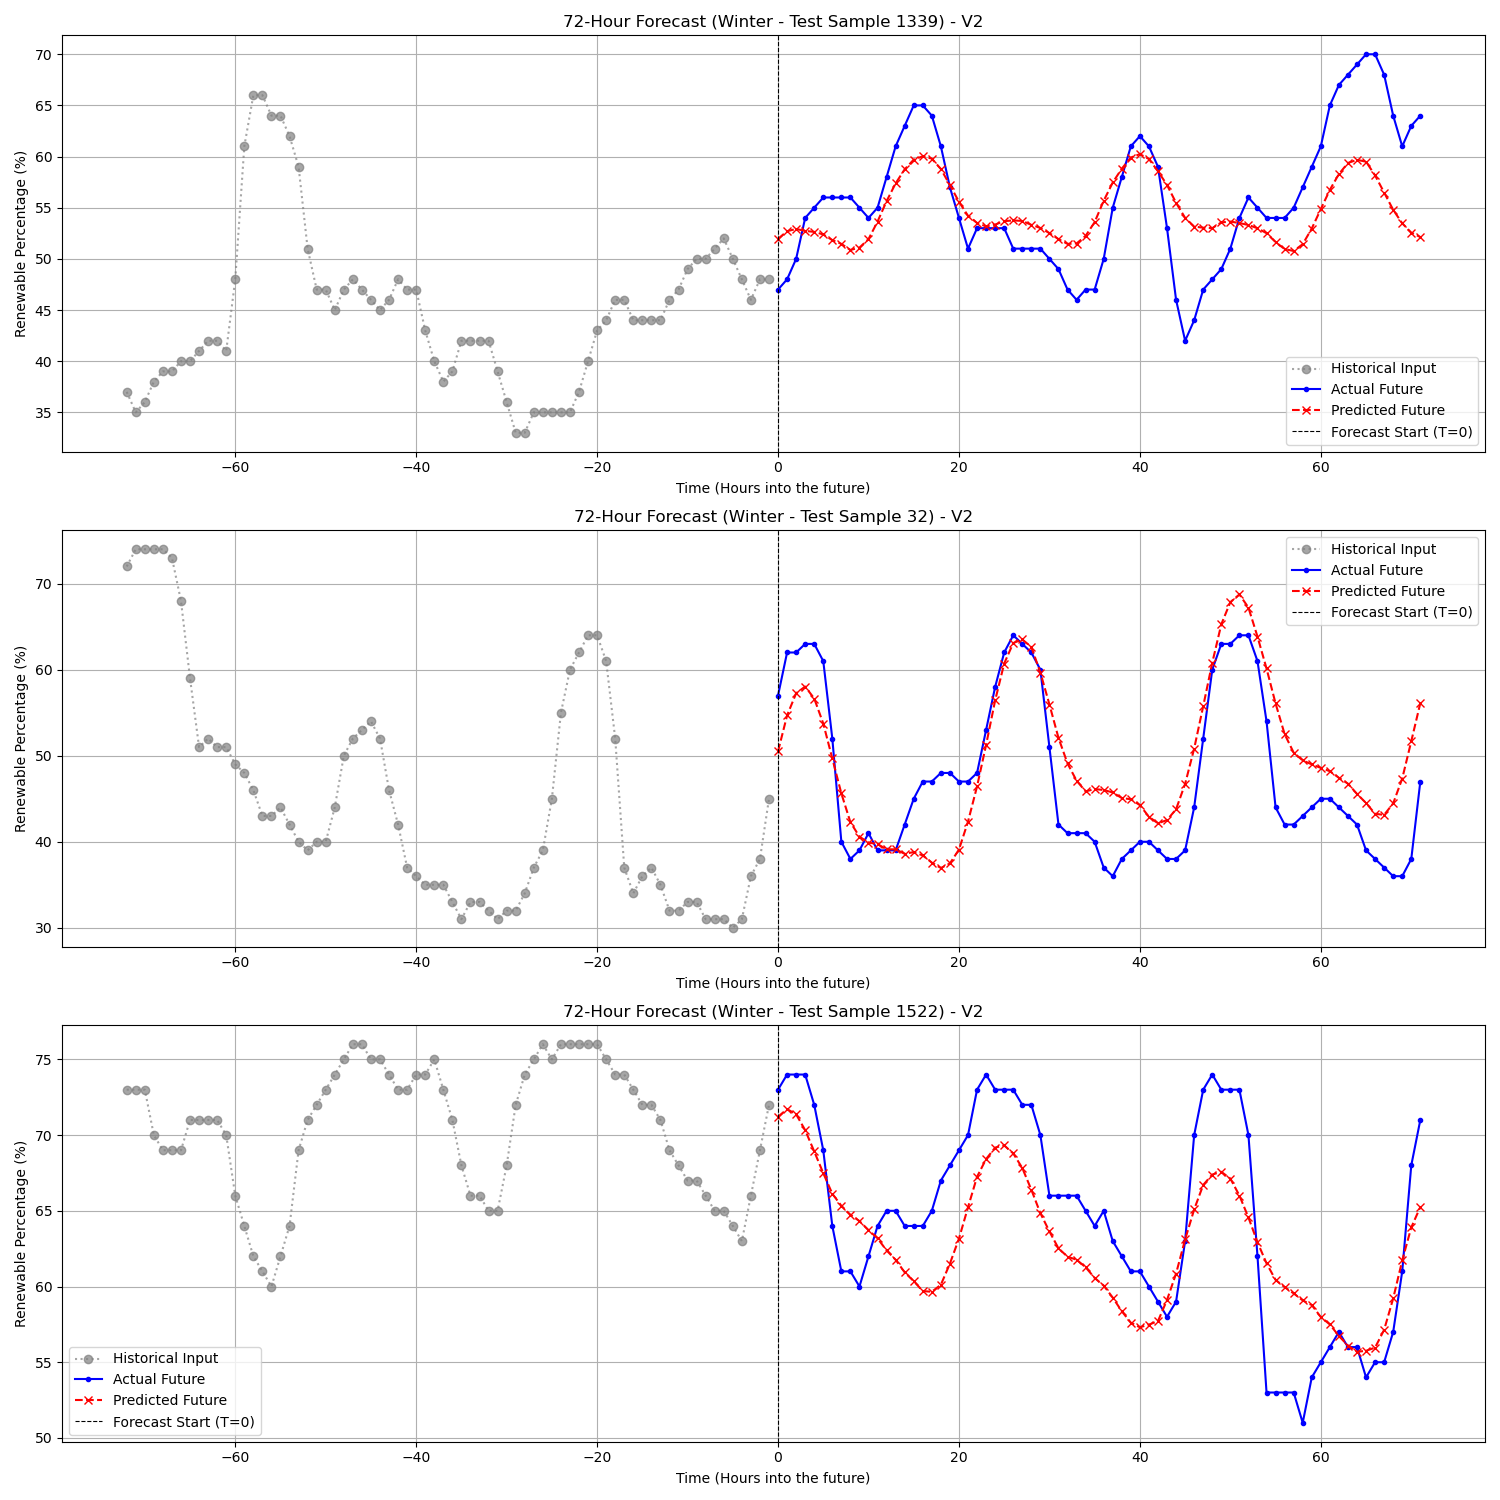 72-Hour Forecast (Winter - Test Sample 1339) - V2
Renewable Percentage (%)
70
65
60
55
50
45
40
35
Historical Input
Actual Future
Predicted Future
Forecast Start (T=0)
−60 −40 −20 0 20 40 60
Time (Hours into the future)
72-Hour Forecast (Winter - Test Sample 32) - V2
Renewable Percentage (%)
70
60
50
40
30
Historical Input
Actual Future
Predicted Future
Forecast Start (T=0)
−60 −40 −20 0 20 40 60
Time (Hours into the future)
72-Hour Forecast (Winter - Test Sample 1522) - V2
Renewable Percentage (%)
75
70
65
60
55
50
Historical Input
Actual Future
Predicted Future
Forecast Start (T=0)
−60 −40 −20 0 20 40 60
Time (Hours into the future)